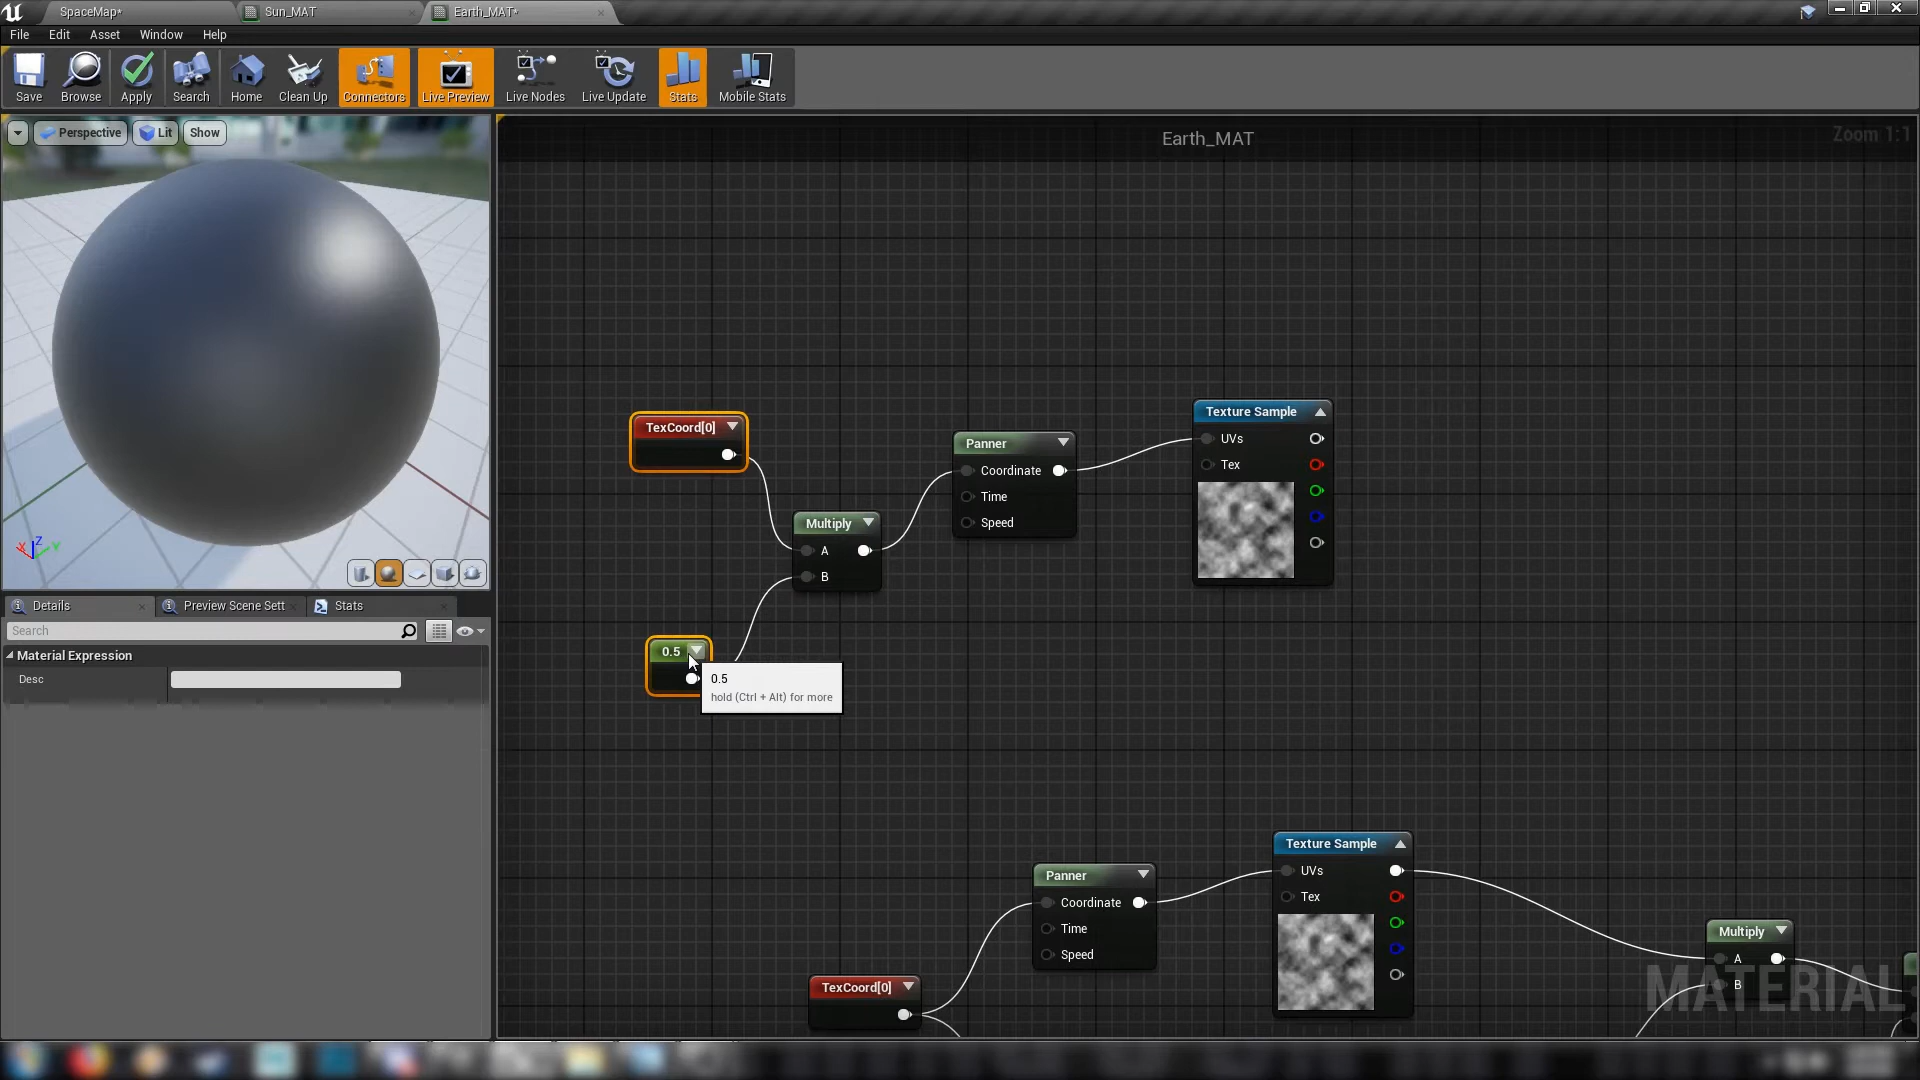 SpaceMap*
Sun_MAT
Earth_MAT*
File
Edit
Asset
Window
Help
Save
Browse
Apply
Search
Home
Clean Up
Connectors
Live Preview
Live Nodes
Live Update
Stats
Mobile Stats
Perspective
Lit
Show
Earth_MAT
Zoom 1:1
TexCoord[0]
Multiply
A
B
Panner
Coordinate
Time
Speed
Texture Sample
UVs
Tex
0.5
0.5
hold (Ctrl + Alt) for more
X
Z
Y
Details
Preview Scene Sett
Stats
Search
Material Expression
Desc
TexCoord[0]
Panner
Coordinate
Time
Speed
Texture Sample
UVs
Tex
Multiply
A
B
MATERIAL